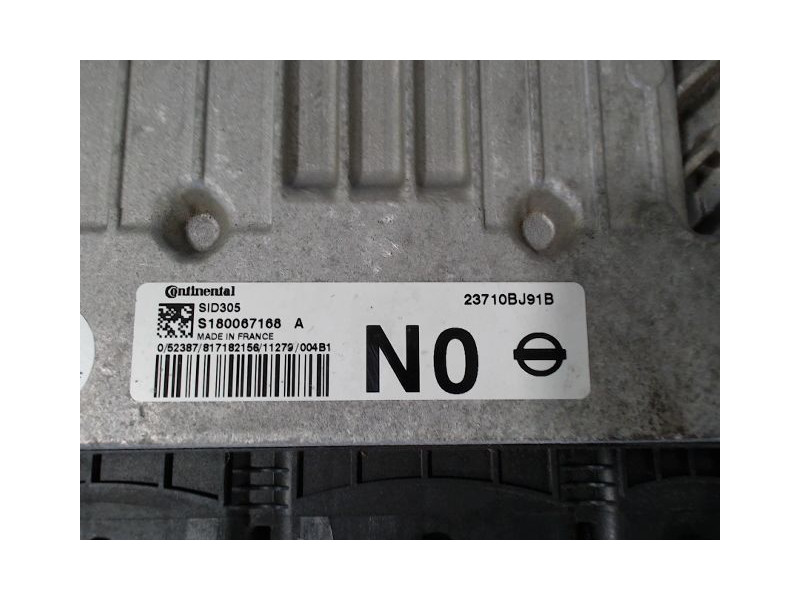 Continental
23710BJ91B
SID305
S180067168 A
MADE IN FRANCE
0/52387/817182156/11279/004B1
N0